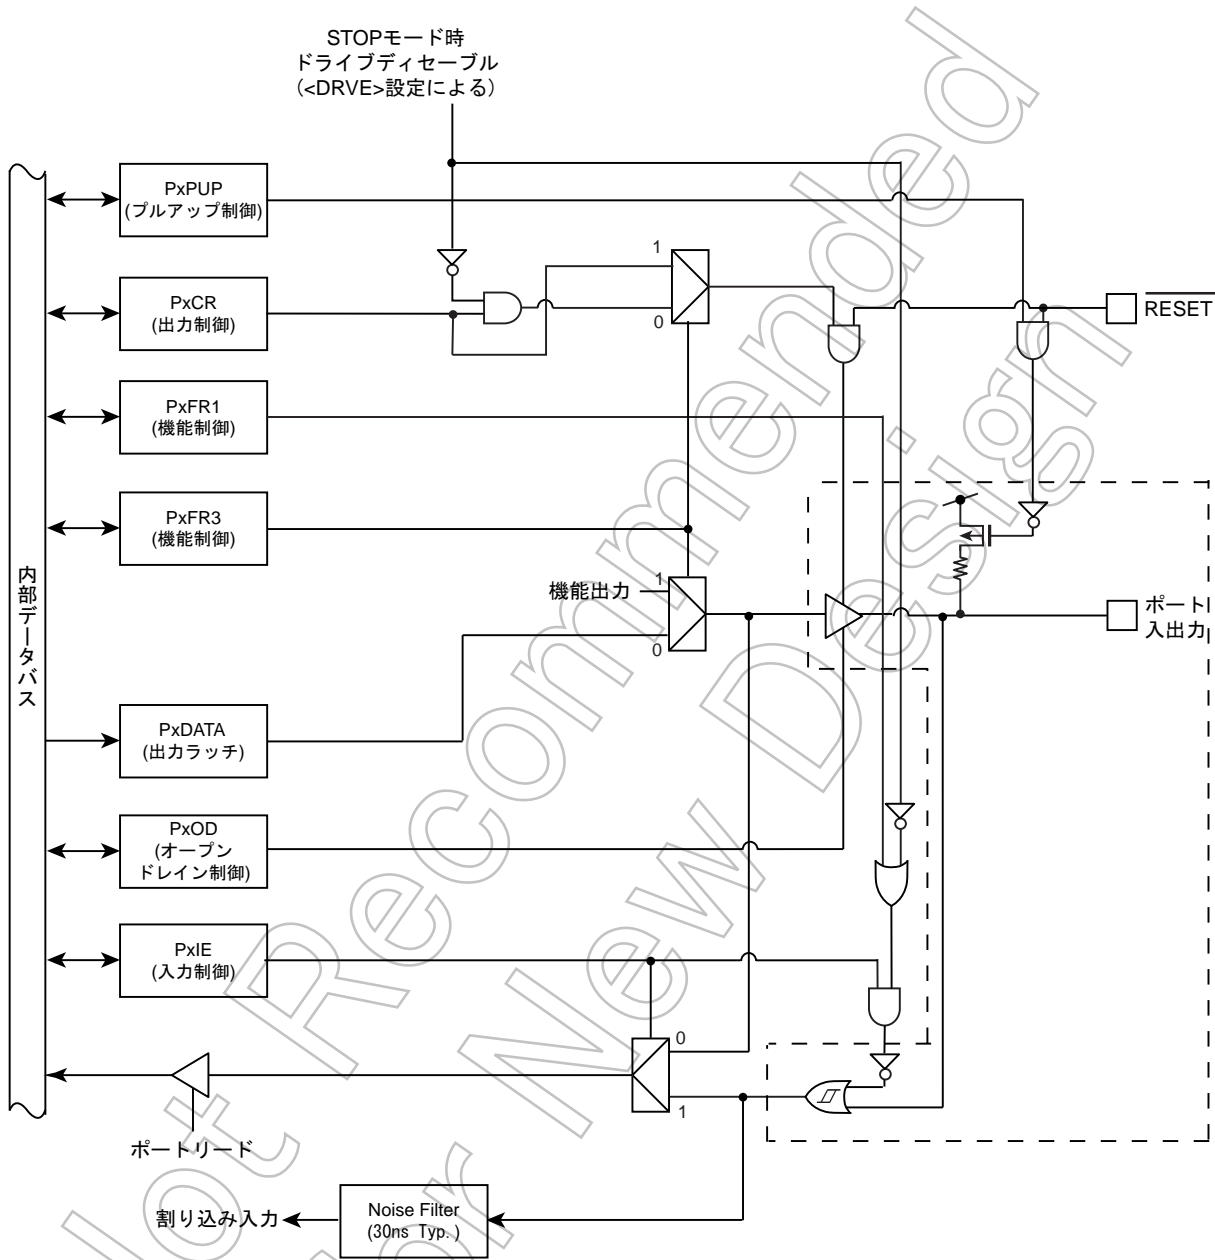 STOPモード時
ドライブディセーブル
(<DRVE>設定による)
PxPUP
(プルアップ制御)
1
PxCR
(出力制御)
0
RESET
PxFR1
(機能制御)
PxFR3
(機能制御)
内部データバス
機能出力
1
0
ポート
入出力
PxDATA
(出力ラッチ)
PxOD
(オープン
ドレイン制御)
PxIE
(入力制御)
0
1
ポートリード
割り込み入力
Noise Filter
(30ns Typ.)
Not Recommended
for New Design